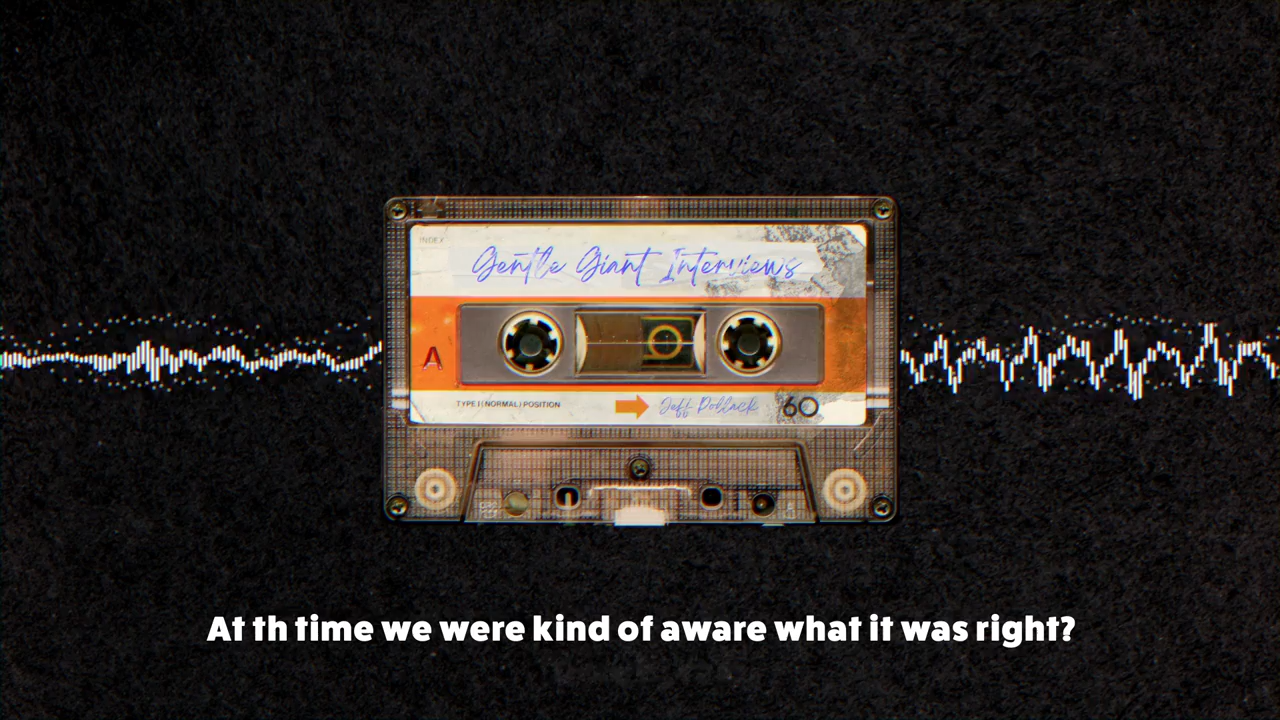 INDEX
Gentle Giant Interviews
A
TYPE I (NORMAL) POSITION
Jeff Pollack 60
At th time we were kind of aware what it was right?